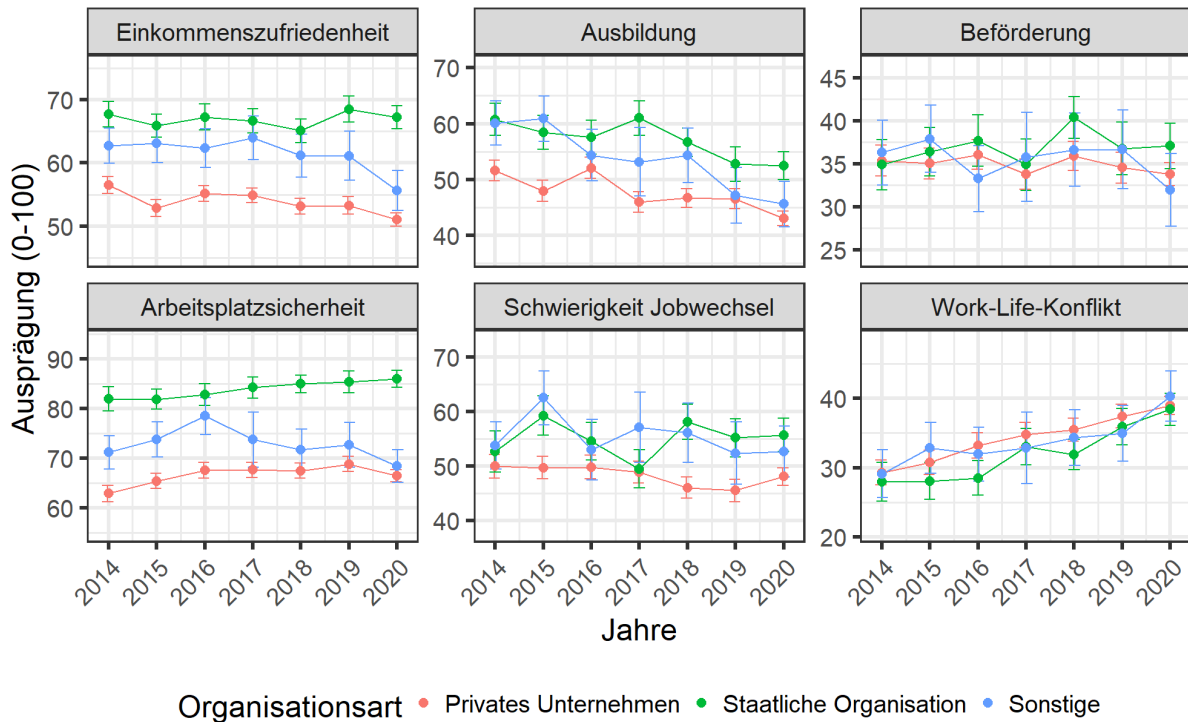 Einkommenszufriedenheit
Ausbildung
Beförderung
70
60
50
70
60
50
40
45
40
35
30
25
Arbeitsplatzsicherheit
Schwierigkeit Jobwechsel
Work-Life-Konflikt
90
80
70
60
70
60
50
40
40
30
20
Ausprägung (0-100)
2014 2015 2016 2017 2018 2019 2020
2014 2015 2016 2017 2018 2019 2020
2014 2015 2016 2017 2018 2019 2020
Jahre
Organisationsart Privates Unternehmen Staatliche Organisation Sonstige